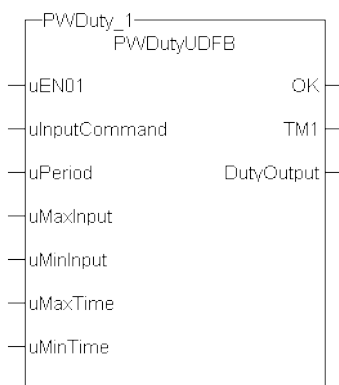 PWDuty_1
PWDutyUDFB
uEN01 OK
uInputCommand TM1
uPeriod DutyOutput
uMaxInput
uMinInput
uMaxTime
uMinTime